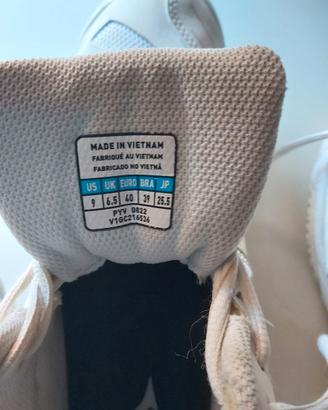 MADE IN VIETNAM
FABRIQUÉ AU VIETNAM
FABRICADO NO VIETNÃ
US UK EURO BRA JP
9 6.5 40 39 25.5
PYV 0822
V1GC216536